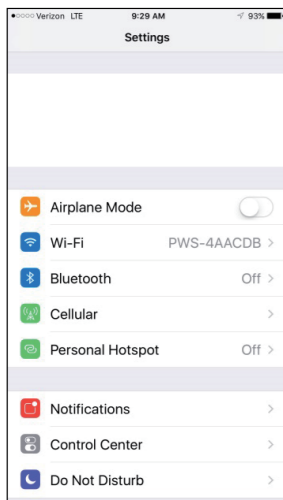 Verizon LTE 9:29 AM 93%
Settings
Airplane Mode
Wi-Fi PWS-4AACDB
Bluetooth Off
Cellular
Personal Hotspot Off
Notifications
Control Center
Do Not Disturb